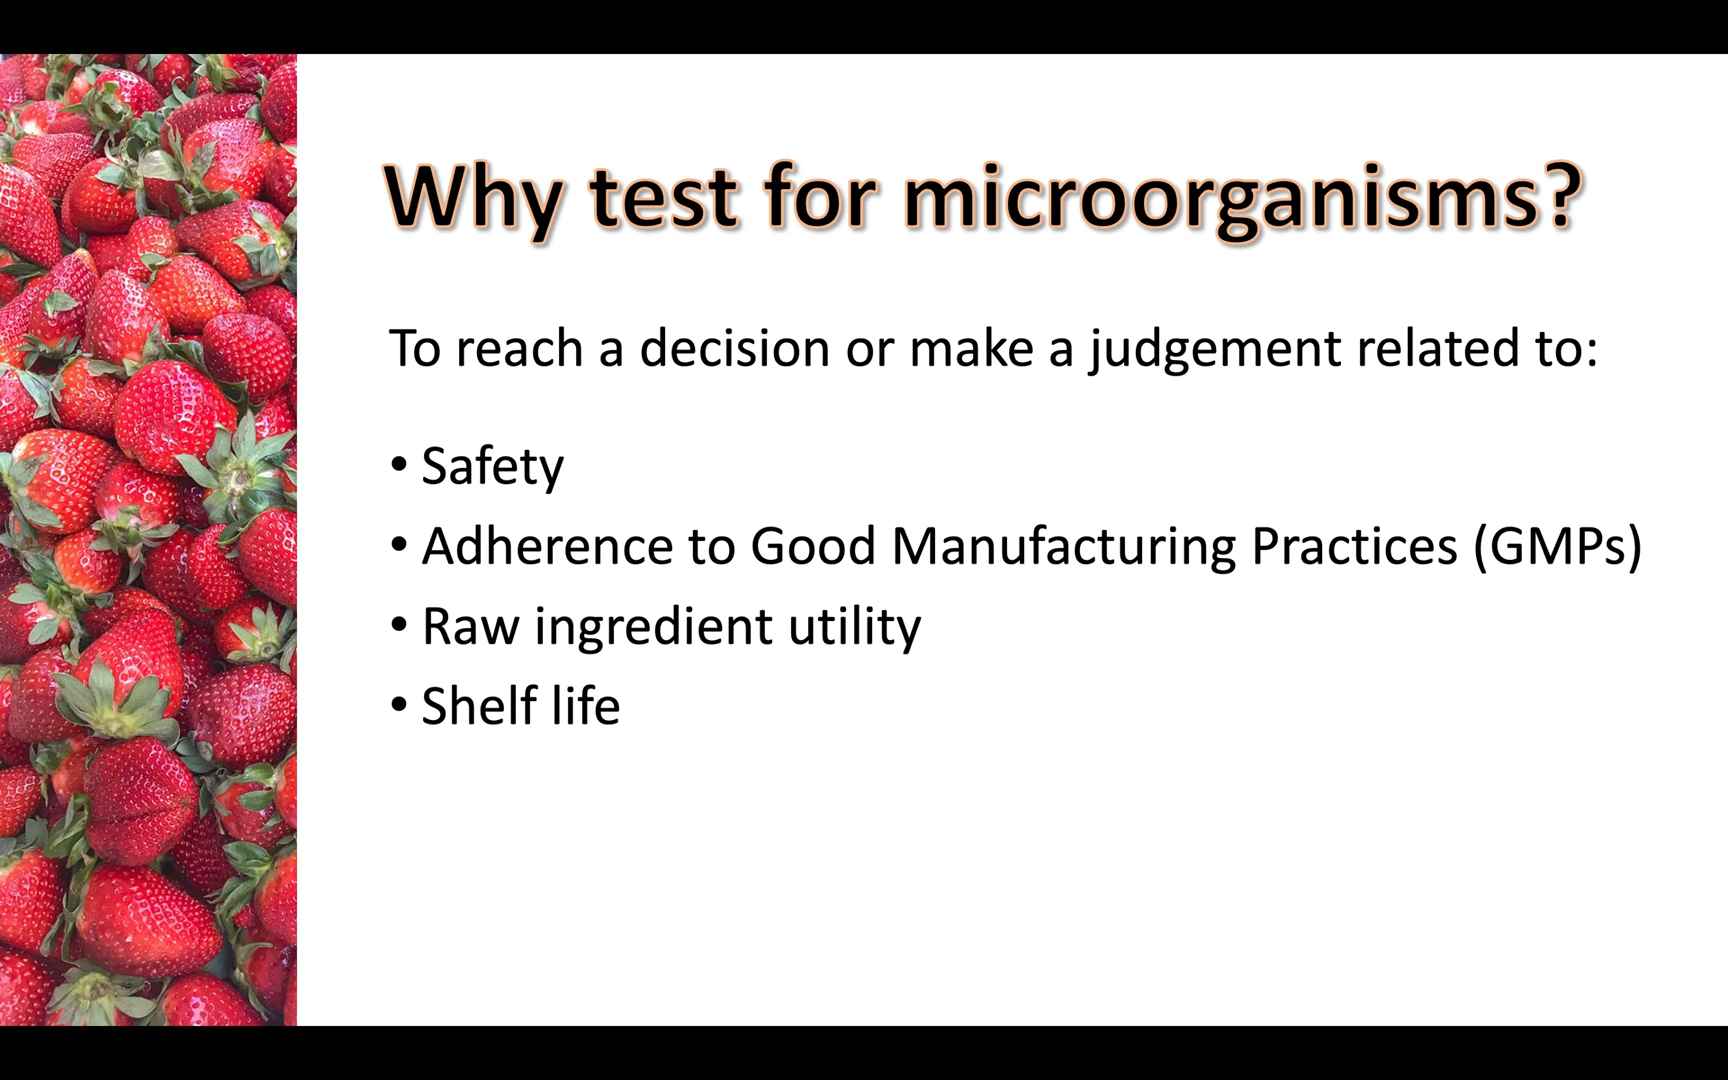 Why test for microorganisms?
To reach a decision or make a judgement related to:
• Safety
• Adherence to Good Manufacturing Practices (GMPs)
• Raw ingredient utility
• Shelf life